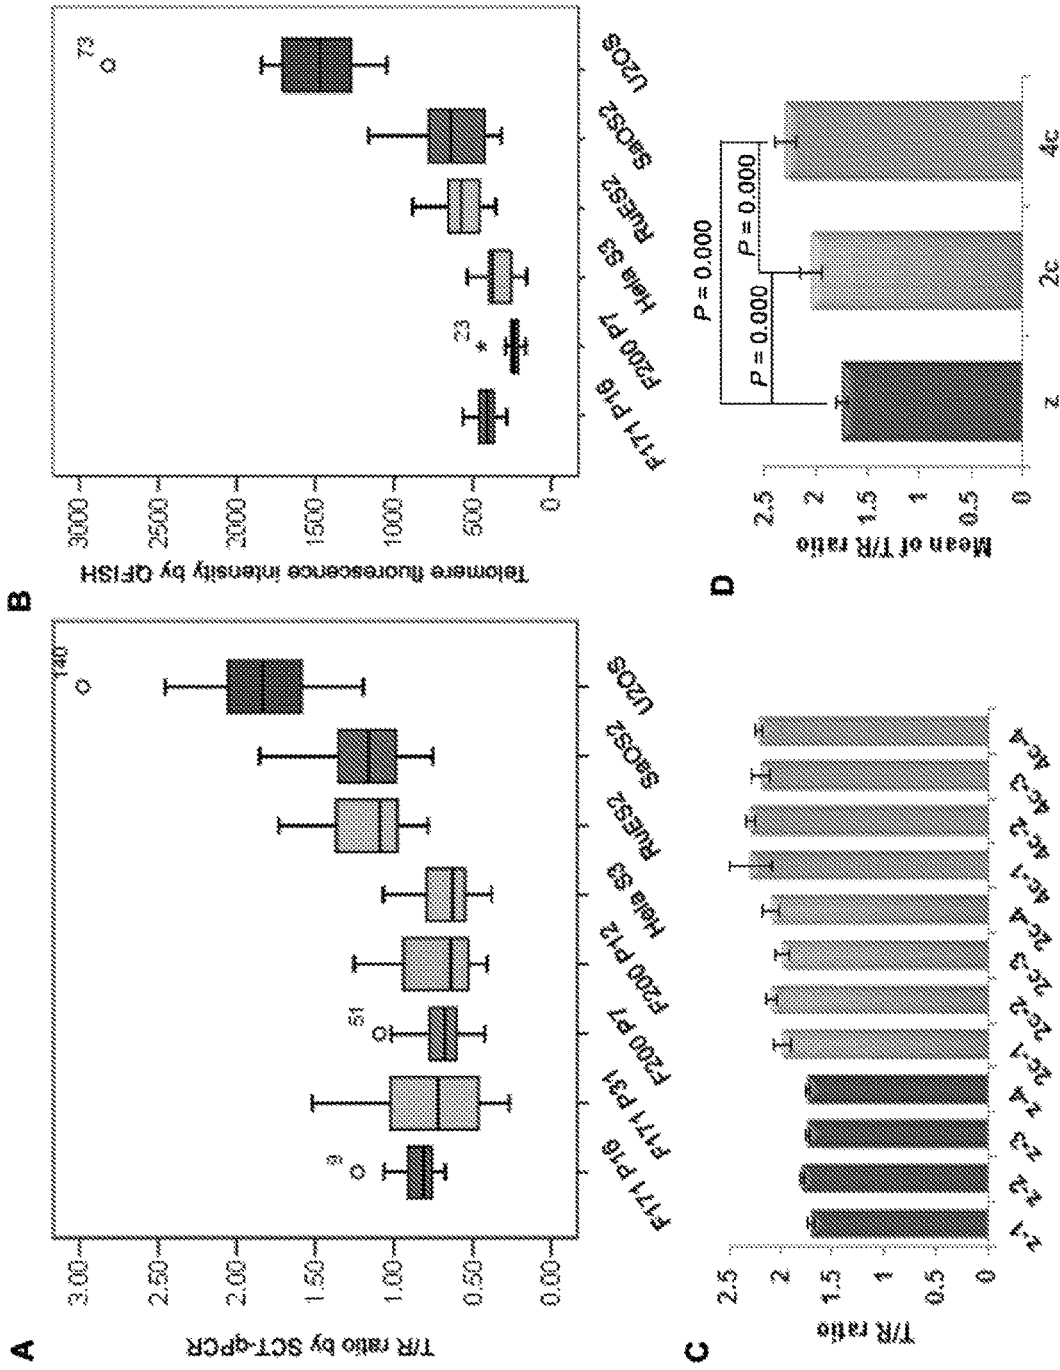 A
T/R ratio by SCT-qPCR
3.00
2.50
2.00
1.50
1.00
0.50
0.00
9
51
140
F171 P16
F171 P31
F200 P7
F200 P12
Hela S3
RuES2
SaOS2
U2OS
B
Telomere fluorescence intensity by QFISH
3000
2500
2000
1500
1000
500
0
23
73
F171 P16
F200 P7
Hela S3
RuES2
SaOS2
U2OS
C
T/R ratio
2.5
2
1.5
1
0.5
0
z-1
z-2
z-3
z-4
2c-1
2c-2
2c-3
2c-4
4c-1
4c-2
4c-3
4c-4
D
Mean of T/R ratio
2.5
2
1.5
1
0.5
0
P = 0.000
P = 0.000
P = 0.000
z
2c
4c